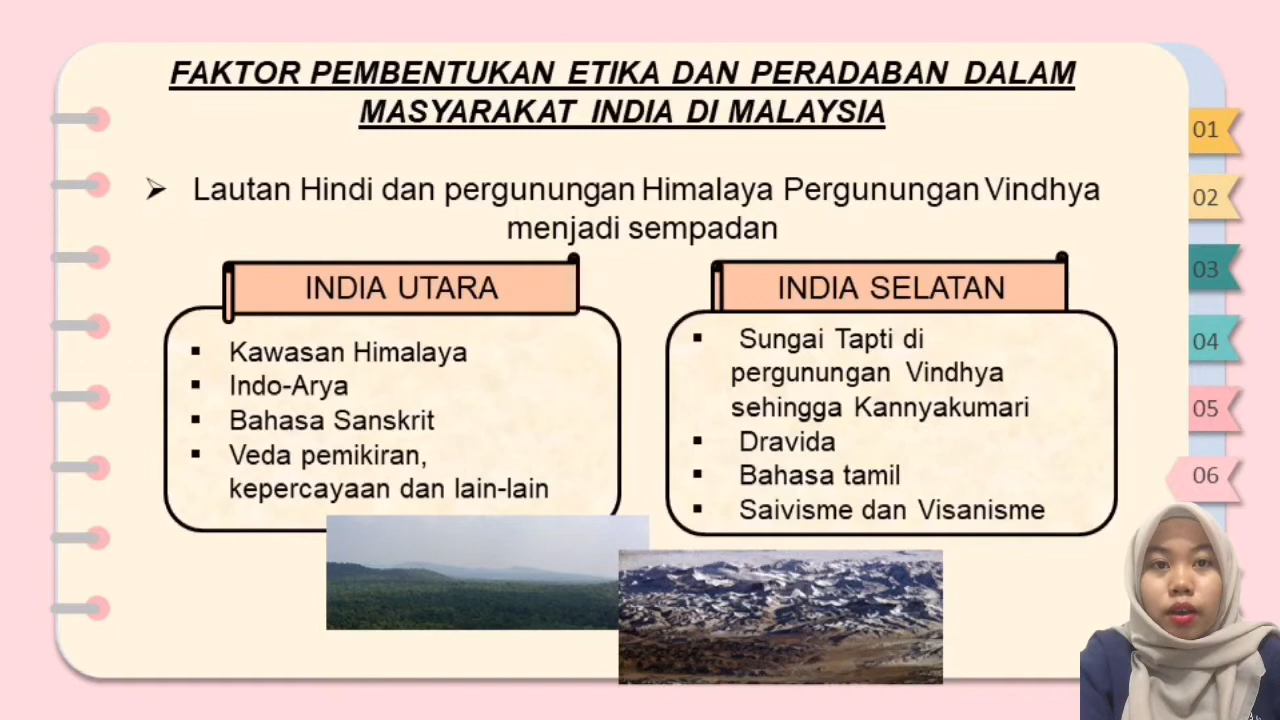 FAKTOR PEMBENTUKAN ETIKA DAN PERADABAN DALAM
MASYARAKAT INDIA DI MALAYSIA
Lautan Hindi dan pergunungan Himalaya Pergunungan Vindhya
menjadi sempadan
INDIA UTARA
Kawasan Himalaya
Indo-Arya
Bahasa Sanskrit
Veda pemikiran,
kepercayaan dan lain-lain
INDIA SELATAN
Sungai Tapti di
pergunungan Vindhya
sehingga Kannyakumari
Dravida
Bahasa tamil
Saivisme dan Visanisme
01
02
03
04
05
06